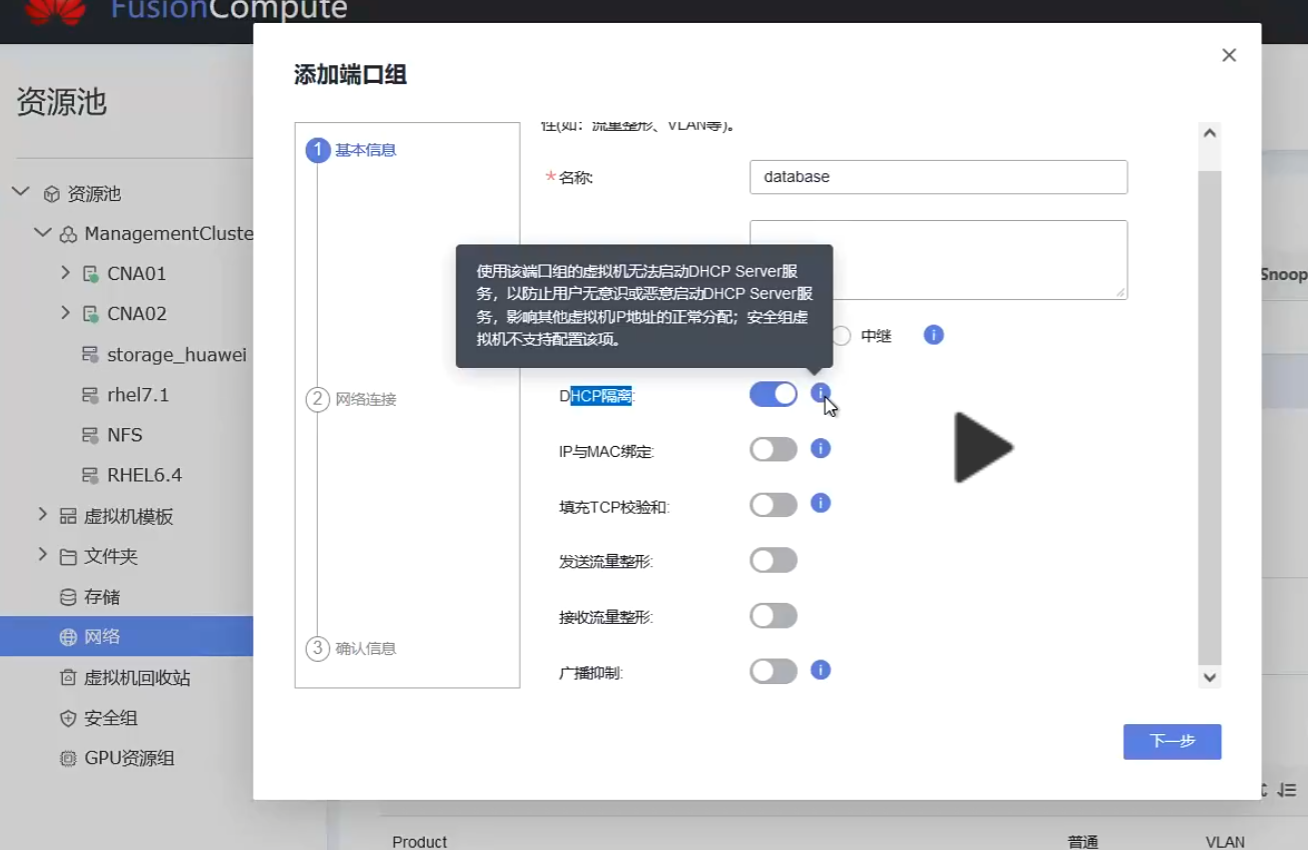 FusionCompute
添加端口组
资源池
资源池
ManagementCluste
CNA01
CNA02
storage_huawei
rhel7.1
NFS
RHEL6.4
虚拟机模板
文件夹
存储
网络
虚拟机回收站
安全组
GPU资源组
1 基本信息
2 网络连接
3 确认信息
性(如：流量整形、VLAN等)。
*名称:
database
使用该端口组的虚拟机无法启动DHCP Server服
务，以防止用户无意识或恶意启动DHCP Server服
务，影响其他虚拟机IP地址的正常分配；安全组虚
拟机不支持配置该项。
中继
DHCP隔离:
IP与MAC绑定:
填充TCP校验和:
发送流量整形:
接收流量整形:
广播抑制:
下一步
Snoop
Product
普通
VLAN